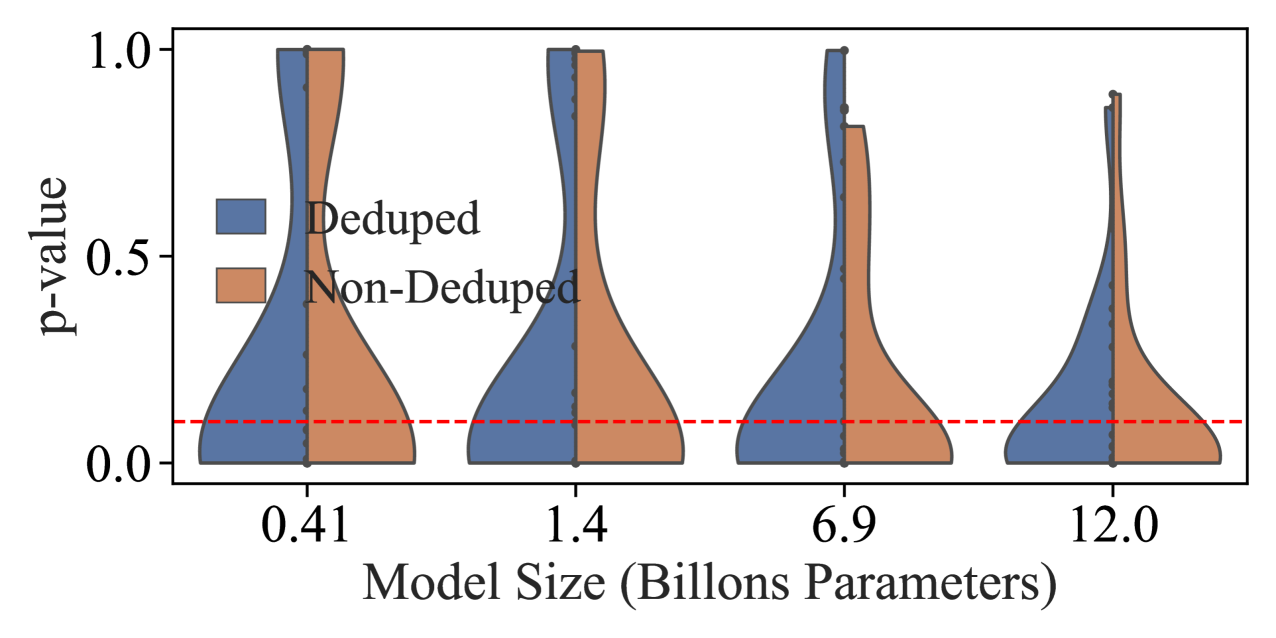 1.0
0.5
0.0
p-value
Deduped
Non-Deduped
0.41 1.4 6.9 12.0
Model Size (Billons Parameters)